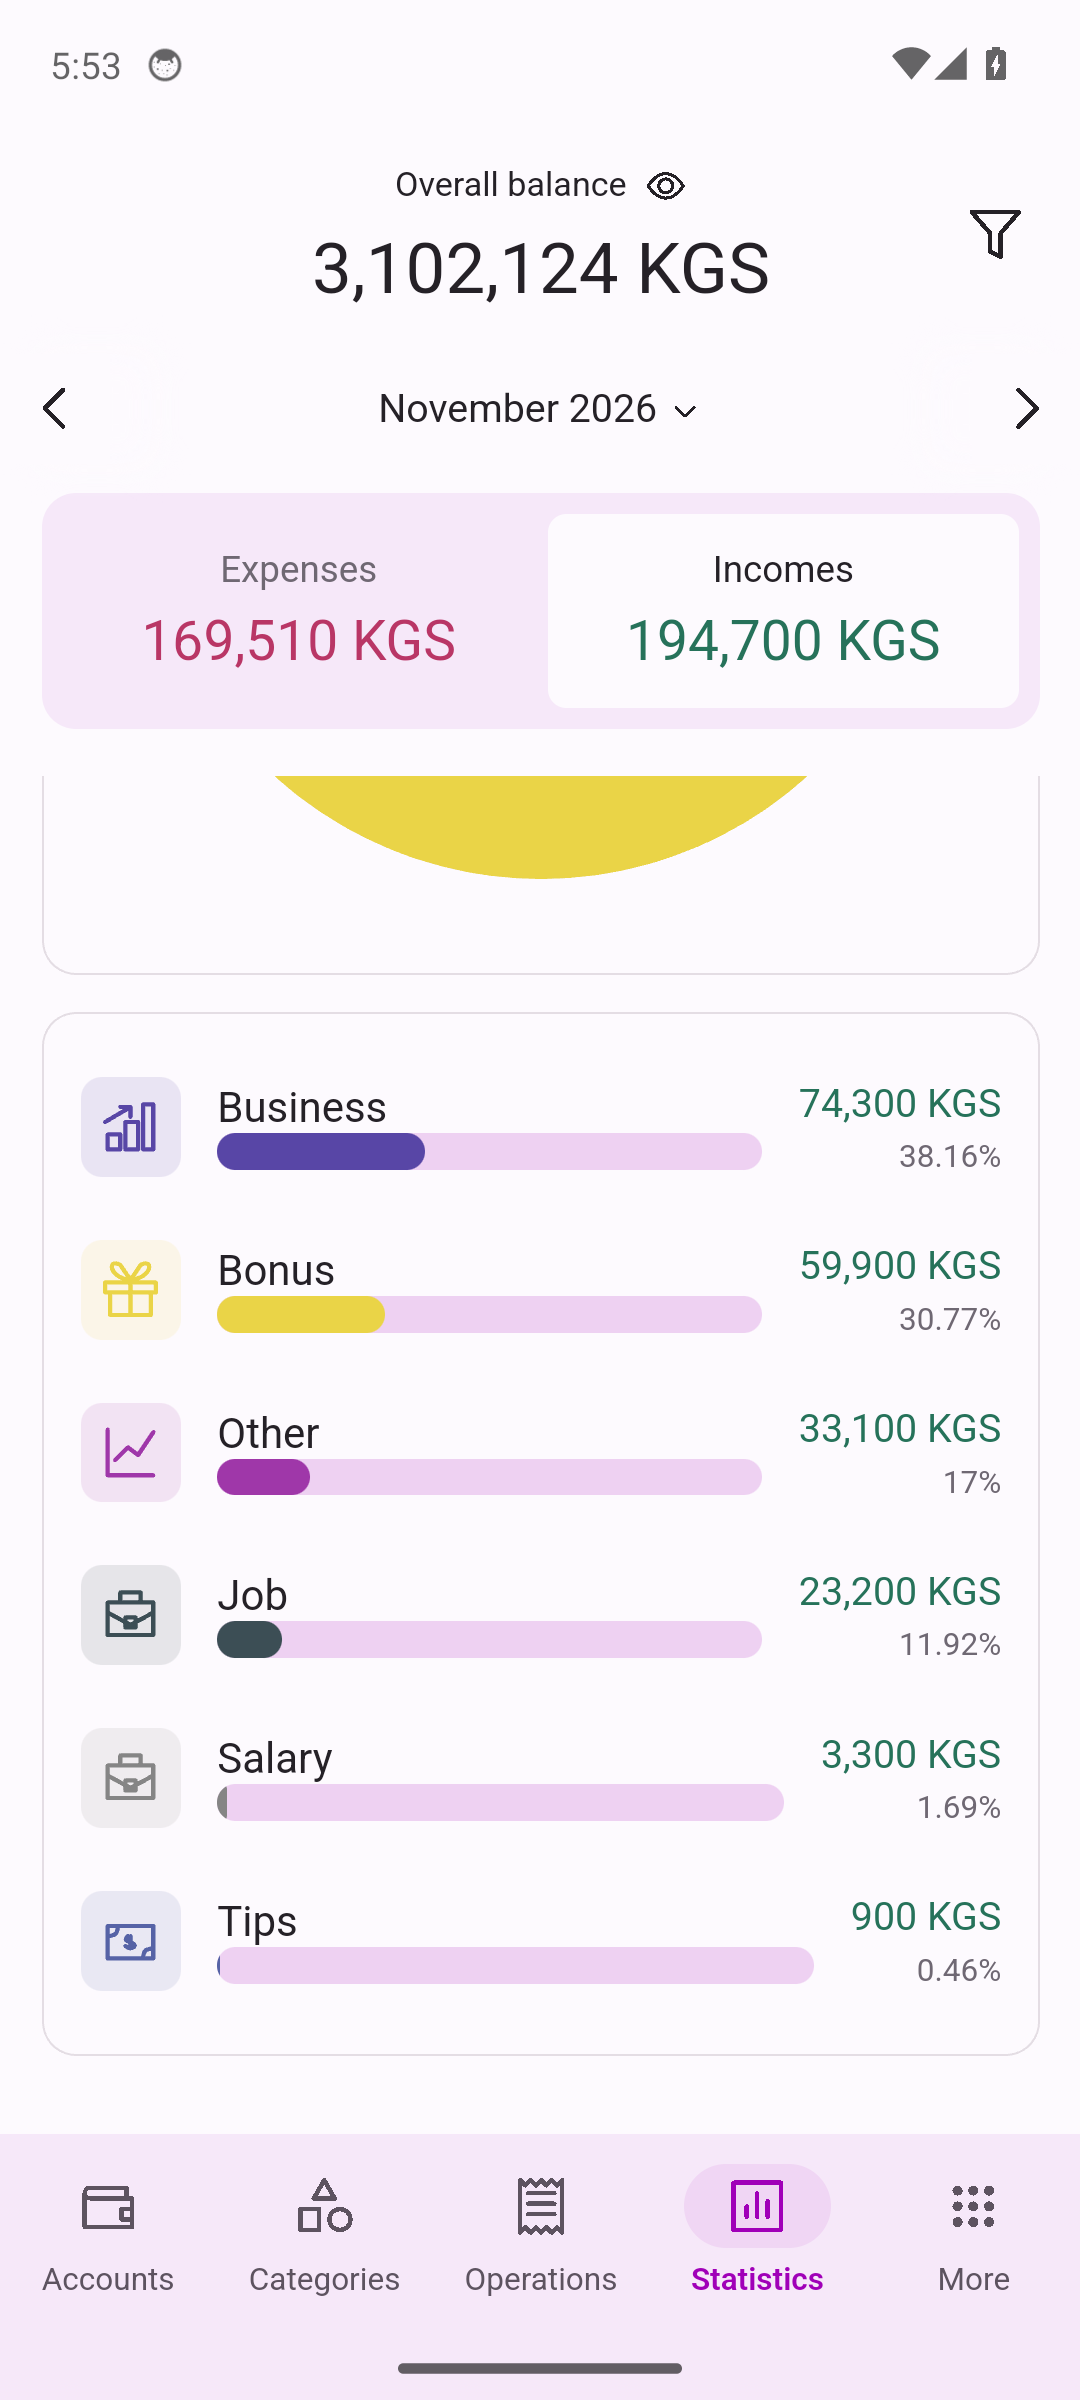 5:53
Overall balance
3,102,124 KGS
November 2026
Expenses
169,510 KGS
Incomes
194,700 KGS
Business
74,300 KGS
38.16%
Bonus
59,900 KGS
30.77%
Other
33,100 KGS
17%
Job
23,200 KGS
11.92%
Salary
3,300 KGS
1.69%
Tips
900 KGS
0.46%
Accounts
Categories
Operations
Statistics
More